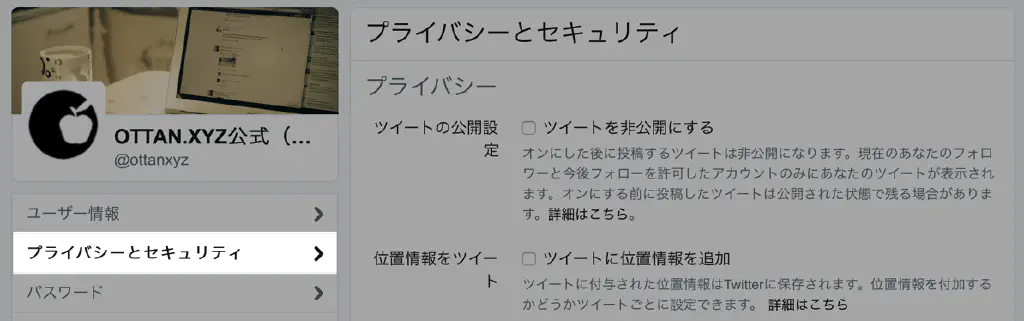 OTTAN.XYZ公式（...
@ottanxyz
ユーザー情報
プライバシーとセキュリティ
パスワード
プライバシーとセキュリティ
プライバシー
ツイートの公開設
定
ツイートを非公開にする
オンにした後に投稿するツイートは非公開になります。現在のあなたのフォロ
ワーと今後フォローを許可したアカウントのみにあなたのツイートが表示され
ます。オンにする前に投稿したツイートは公開された状態で残る場合がありま
す。詳細はこちら。
位置情報をツイー
ト
ツイートに位置情報を追加
ツイートに付与された位置情報はTwitterに保存されます。位置情報を付加する
かどうかツイートごとに設定できます。 詳細はこちら